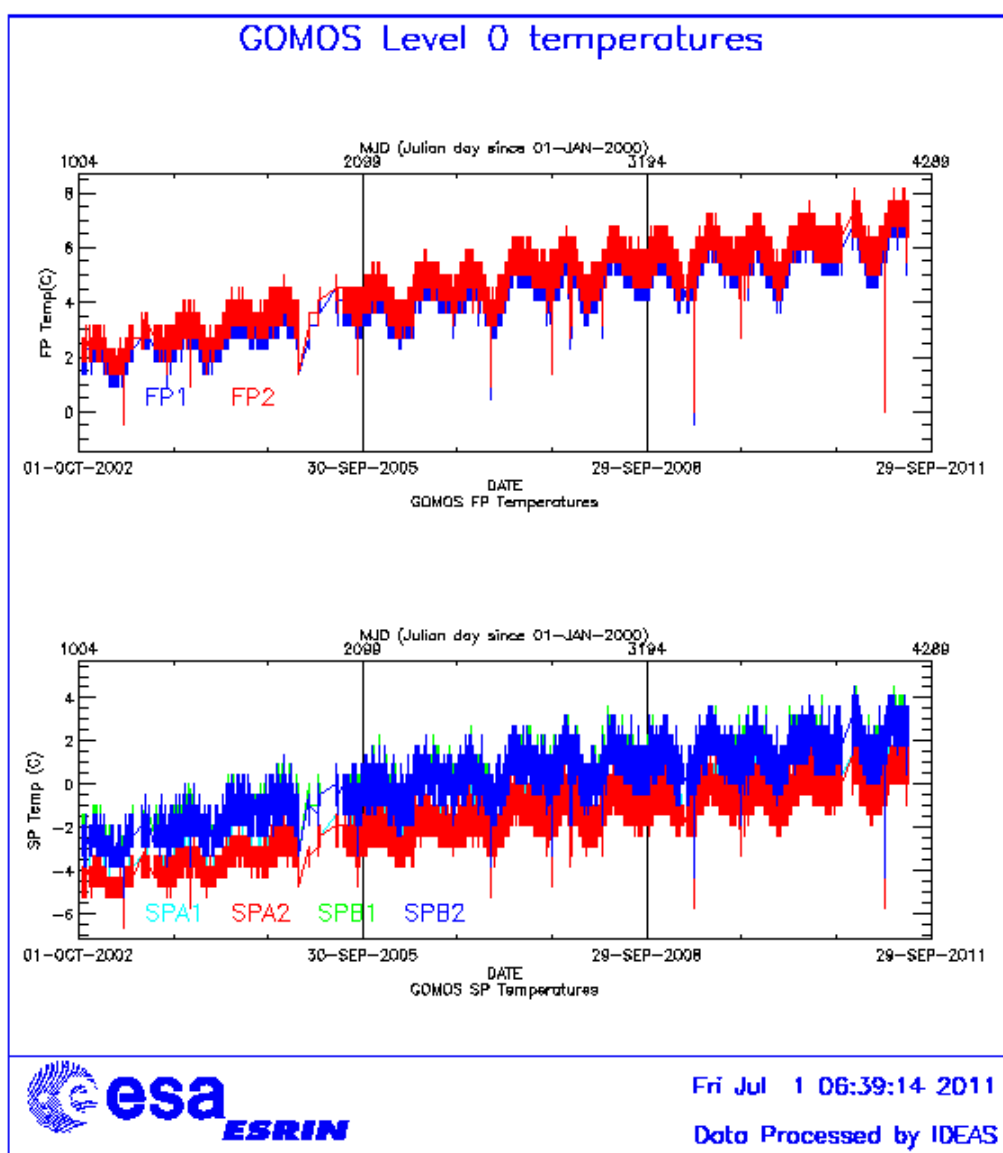 GOMOS Level 0 temperatures
MJD (Julian day since 01-JAN-2000)
1004 2099 3194 4289
8
6
4
2
0
FP Temp(C)
FP1 FP2
01-OCT-2002 30-SEP-2005 29-SEP-2008 29-SEP-2011
DATE
GOMOS FP Temperatures
MJD (Julian day since 01-JAN-2000)
1004 2099 3194 4289
4
2
0
-2
-4
-6
SP Temp (C)
SPA1 SPA2 SPB1 SPB2
01-OCT-2002 30-SEP-2005 29-SEP-2008 29-SEP-2011
DATE
GOMOS SP Temperatures
esa
ESRIN
Fri Jul 1 06:39:14 2011
Data Processed by IDEAS